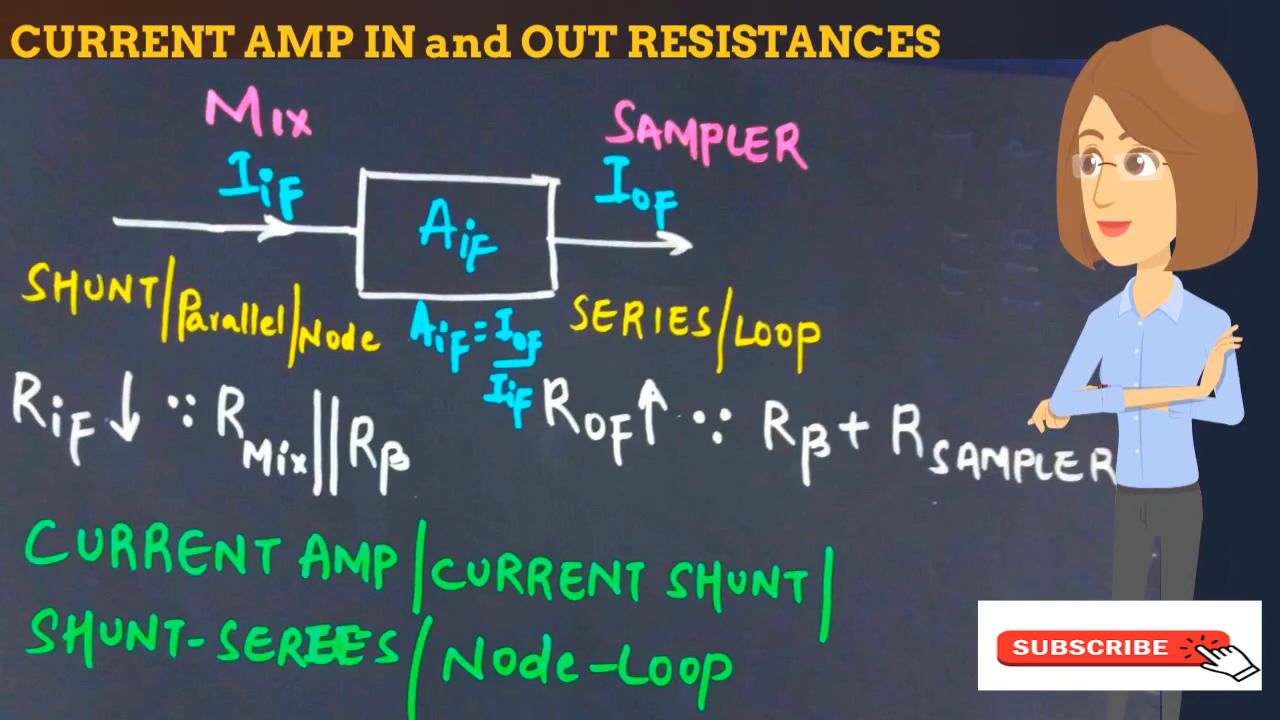 CURRENT AMP IN and OUT RESISTANCES
MIX
SAMPLER
IiF
IOF
AiF
SHUNT/Parallel/Node
AiF = IOF / IiF
SERIES/LOOP
RiF ↓ ∵ RMix || Rβ
ROF ↑ ∵ Rβ + RSAMPLER
CURRENT AMP/CURRENT SHUNT/
SHUNT-SEREES/Node-LOOP
SUBSCRIBE